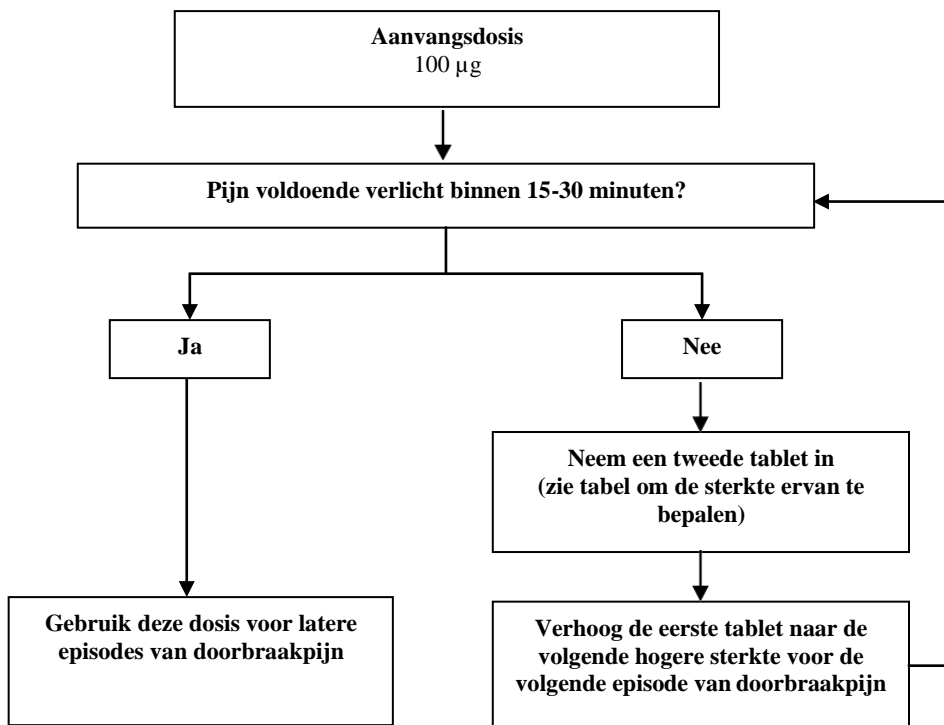 Aanvangsdosis
100 µg
Pijn voldoende verlicht binnen 15-30 minuten?
Ja
Nee
Neem een tweede tablet in
(zie tabel om de sterkte ervan te
bepalen)
Gebruik deze dosis voor latere
episodes van doorbraakpijn
Verhoog de eerste tablet naar de
volgende hogere sterkte voor de
volgende episode van doorbraakpijn